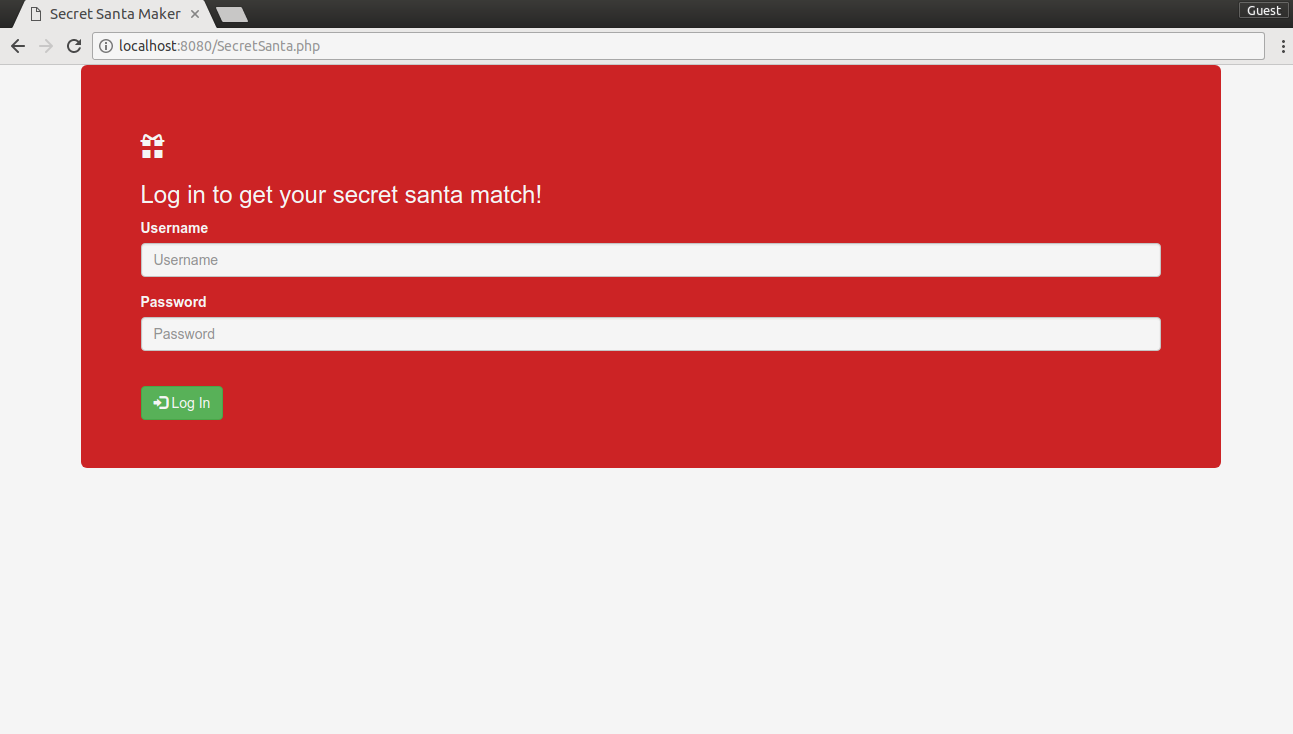 Secret Santa Maker
Guest
localhost:8080/SecretSanta.php
Log in to get your secret santa match!
Username
Username
Password
Password
Log In